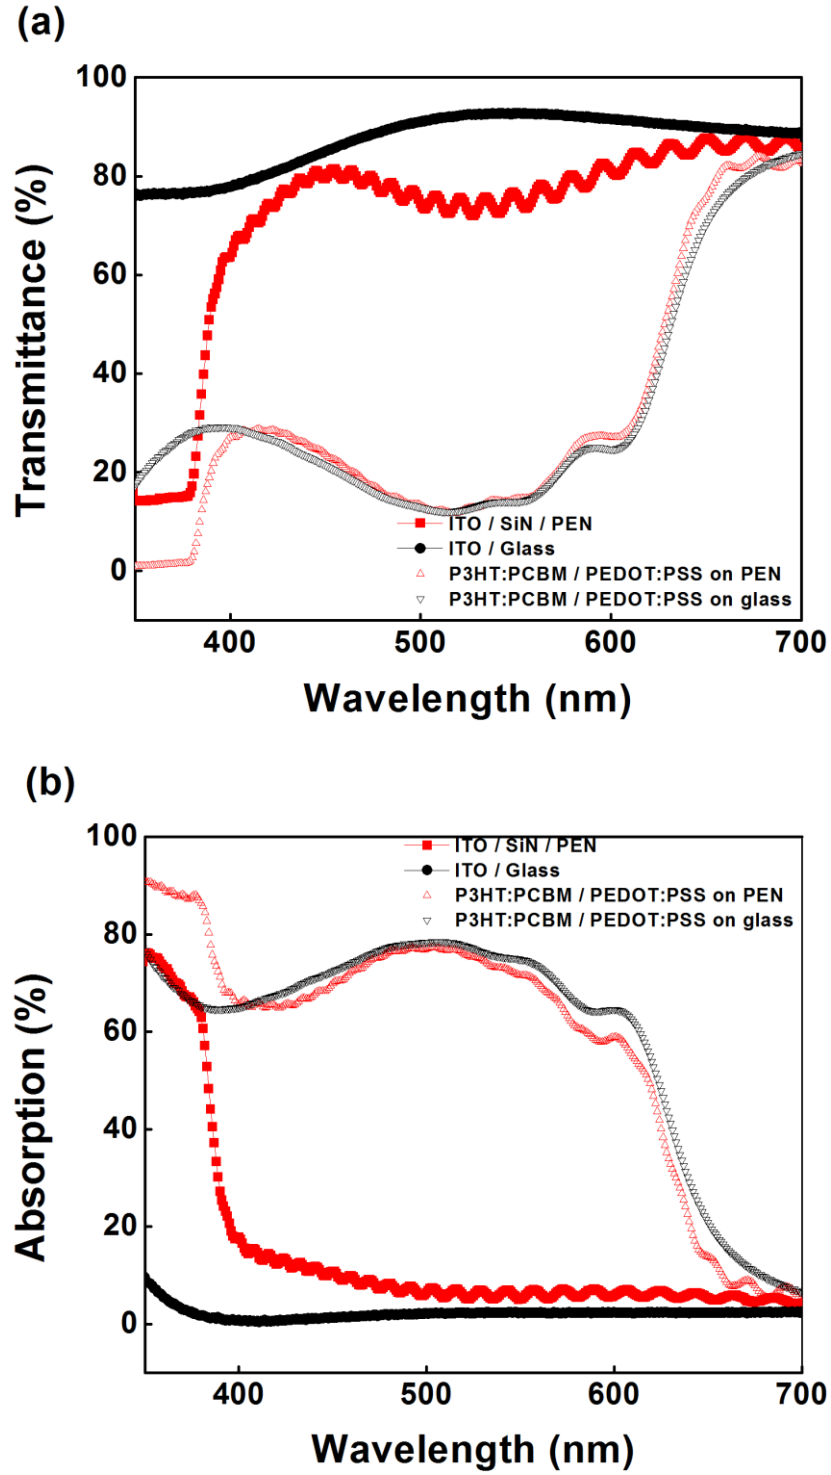 (a)
100
80
60
40
20
0
Transmittance (%)
ITO / SiN / PEN
ITO / Glass
P3HT:PCBM / PEDOT:PSS on PEN
P3HT:PCBM / PEDOT:PSS on glass
400 500 600 700
Wavelength (nm)
(b)
100
80
60
40
20
0
Absorption (%)
ITO / SiN / PEN
ITO / Glass
P3HT:PCBM / PEDOT:PSS on PEN
P3HT:PCBM / PEDOT:PSS on glass
400 500 600 700
Wavelength (nm)